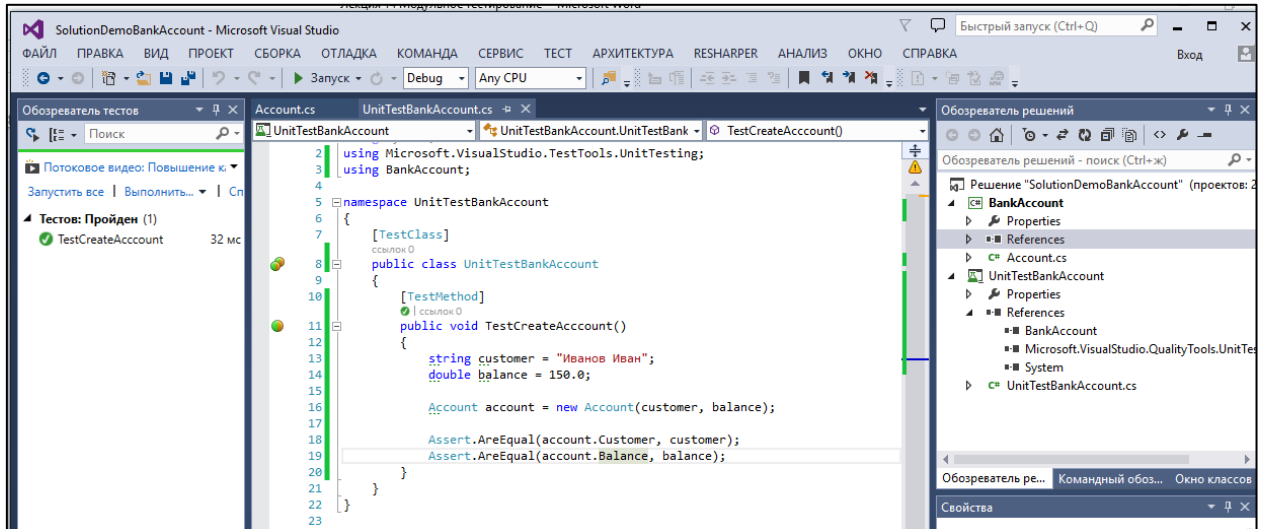 SolutionDemoBankAccount - Microsoft Visual Studio
Быстрый запуск (Ctrl+Q)
ФАЙЛ ПРАВКА ВИД ПРОЕКТ СБОРКА ОТЛАДКА КОМАНДА СЕРВИС ТЕСТ АРХИТЕКТУРА RESHARPER АНАЛИЗ ОКНО СПРАВКА Вход
Запуск Debug Any CPU
Обозреватель тестов
Поиск
Потоковое видео: Повышение к
Запустить все | Выполнить... Сп
Тестов: Пройден (1)
TestCreateAcccount 32 мс
Account.cs UnitTestBankAccount.cs
UnitTestBankAccount UnitTestBankAccount.UnitTestBank TestCreateAcccount()
2 using Microsoft.VisualStudio.TestTools.UnitTesting;
3 using BankAccount;
4
5 namespace UnitTestBankAccount
6 {
7 [TestClass]
ссылок 0
8 public class UnitTestBankAccount
9 {
10 [TestMethod]
| ссылок 0
11 public void TestCreateAcccount()
12 {
13 string customer = "Иванов Иван";
14 double balance = 150.0;
15
16 Account account = new Account(customer, balance);
17
18 Assert.AreEqual(account.Customer, customer);
19 Assert.AreEqual(account.Balance, balance);
20 }
21 }
22 }
23
Обозреватель решений
Обозреватель решений - поиск (Ctrl+ж)
Решение "SolutionDemoBankAccount" (проектов: 2
BankAccount
Properties
References
C# Account.cs
UnitTestBankAccount
Properties
References
BankAccount
Microsoft.VisualStudio.QualityTools.UnitTes
System
C# UnitTestBankAccount.cs
Обозреватель ре... Командный обоз... Окно классов
Свойства